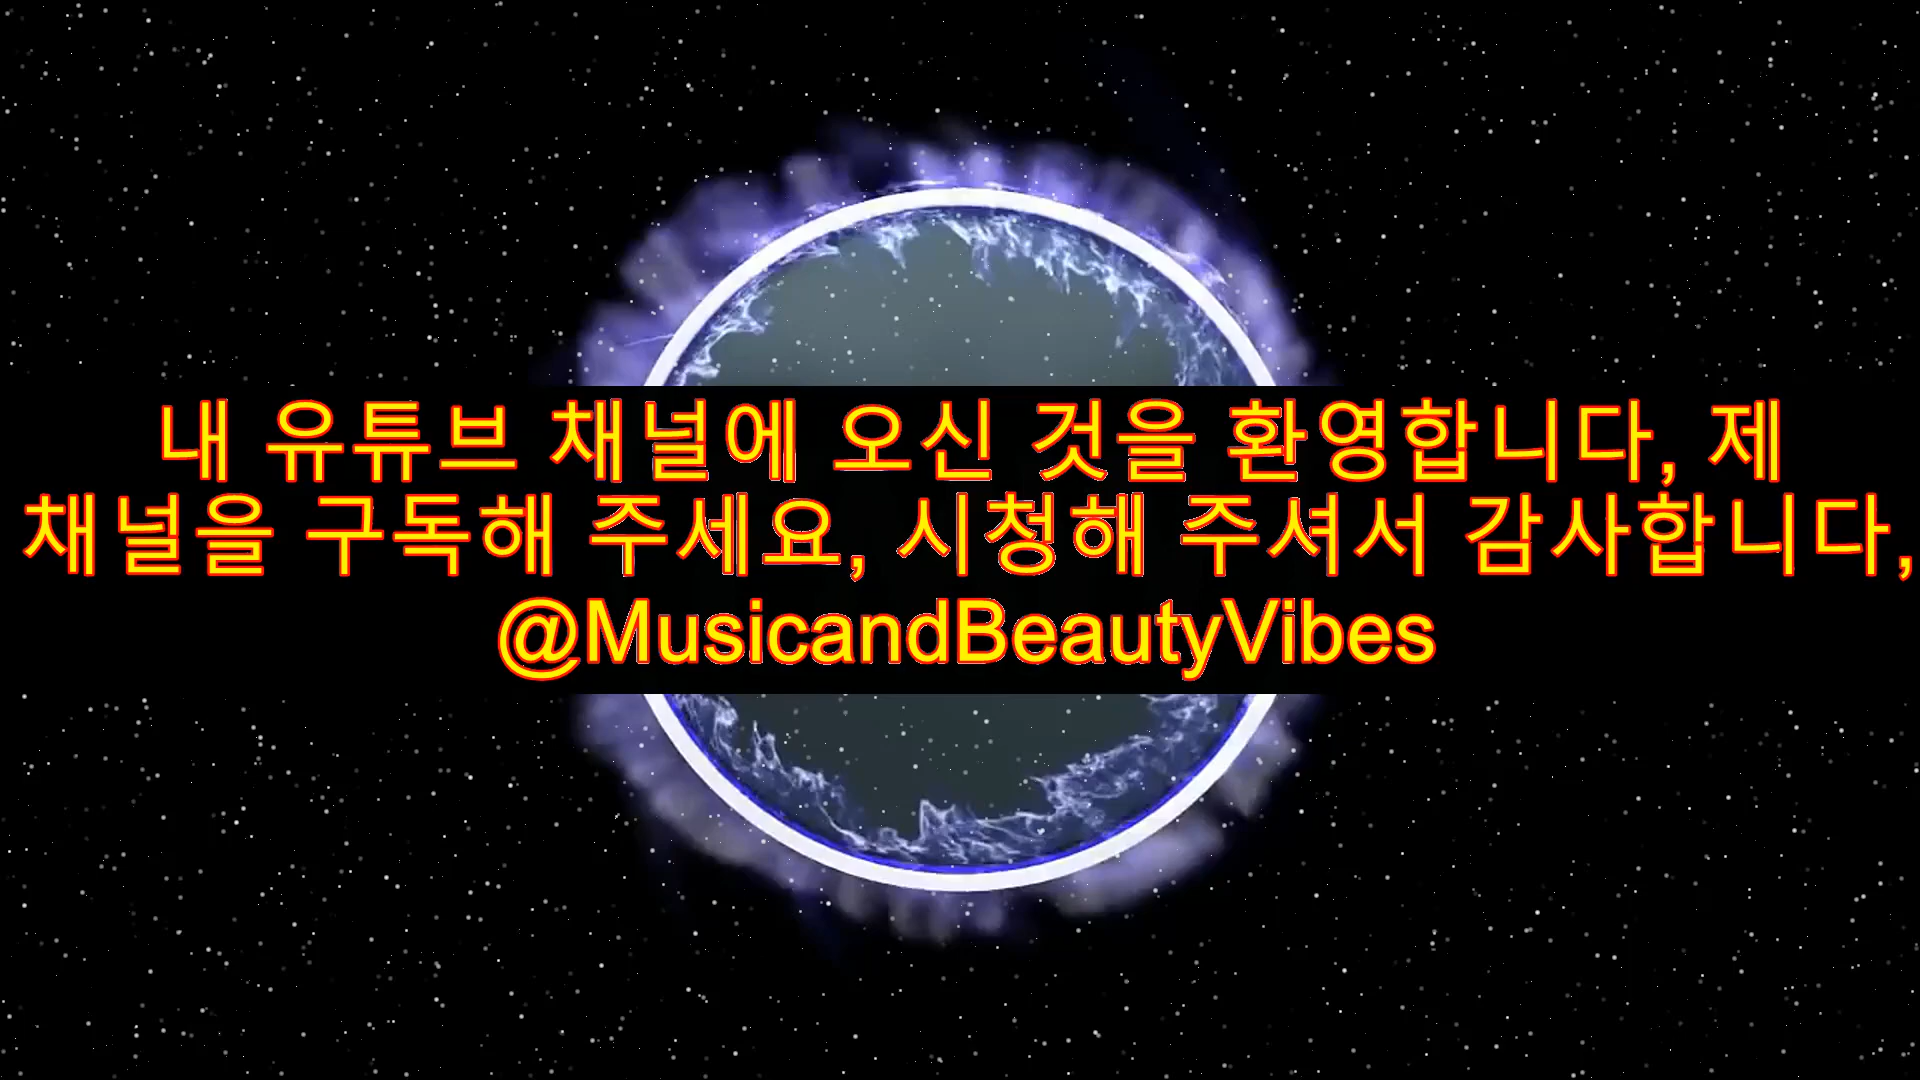 내 유튜브 채널에 오신 것을 환영합니다, 제
채널을 구독해 주세요, 시청해 주셔서 감사합니다,
@MusicandBeautyVibes